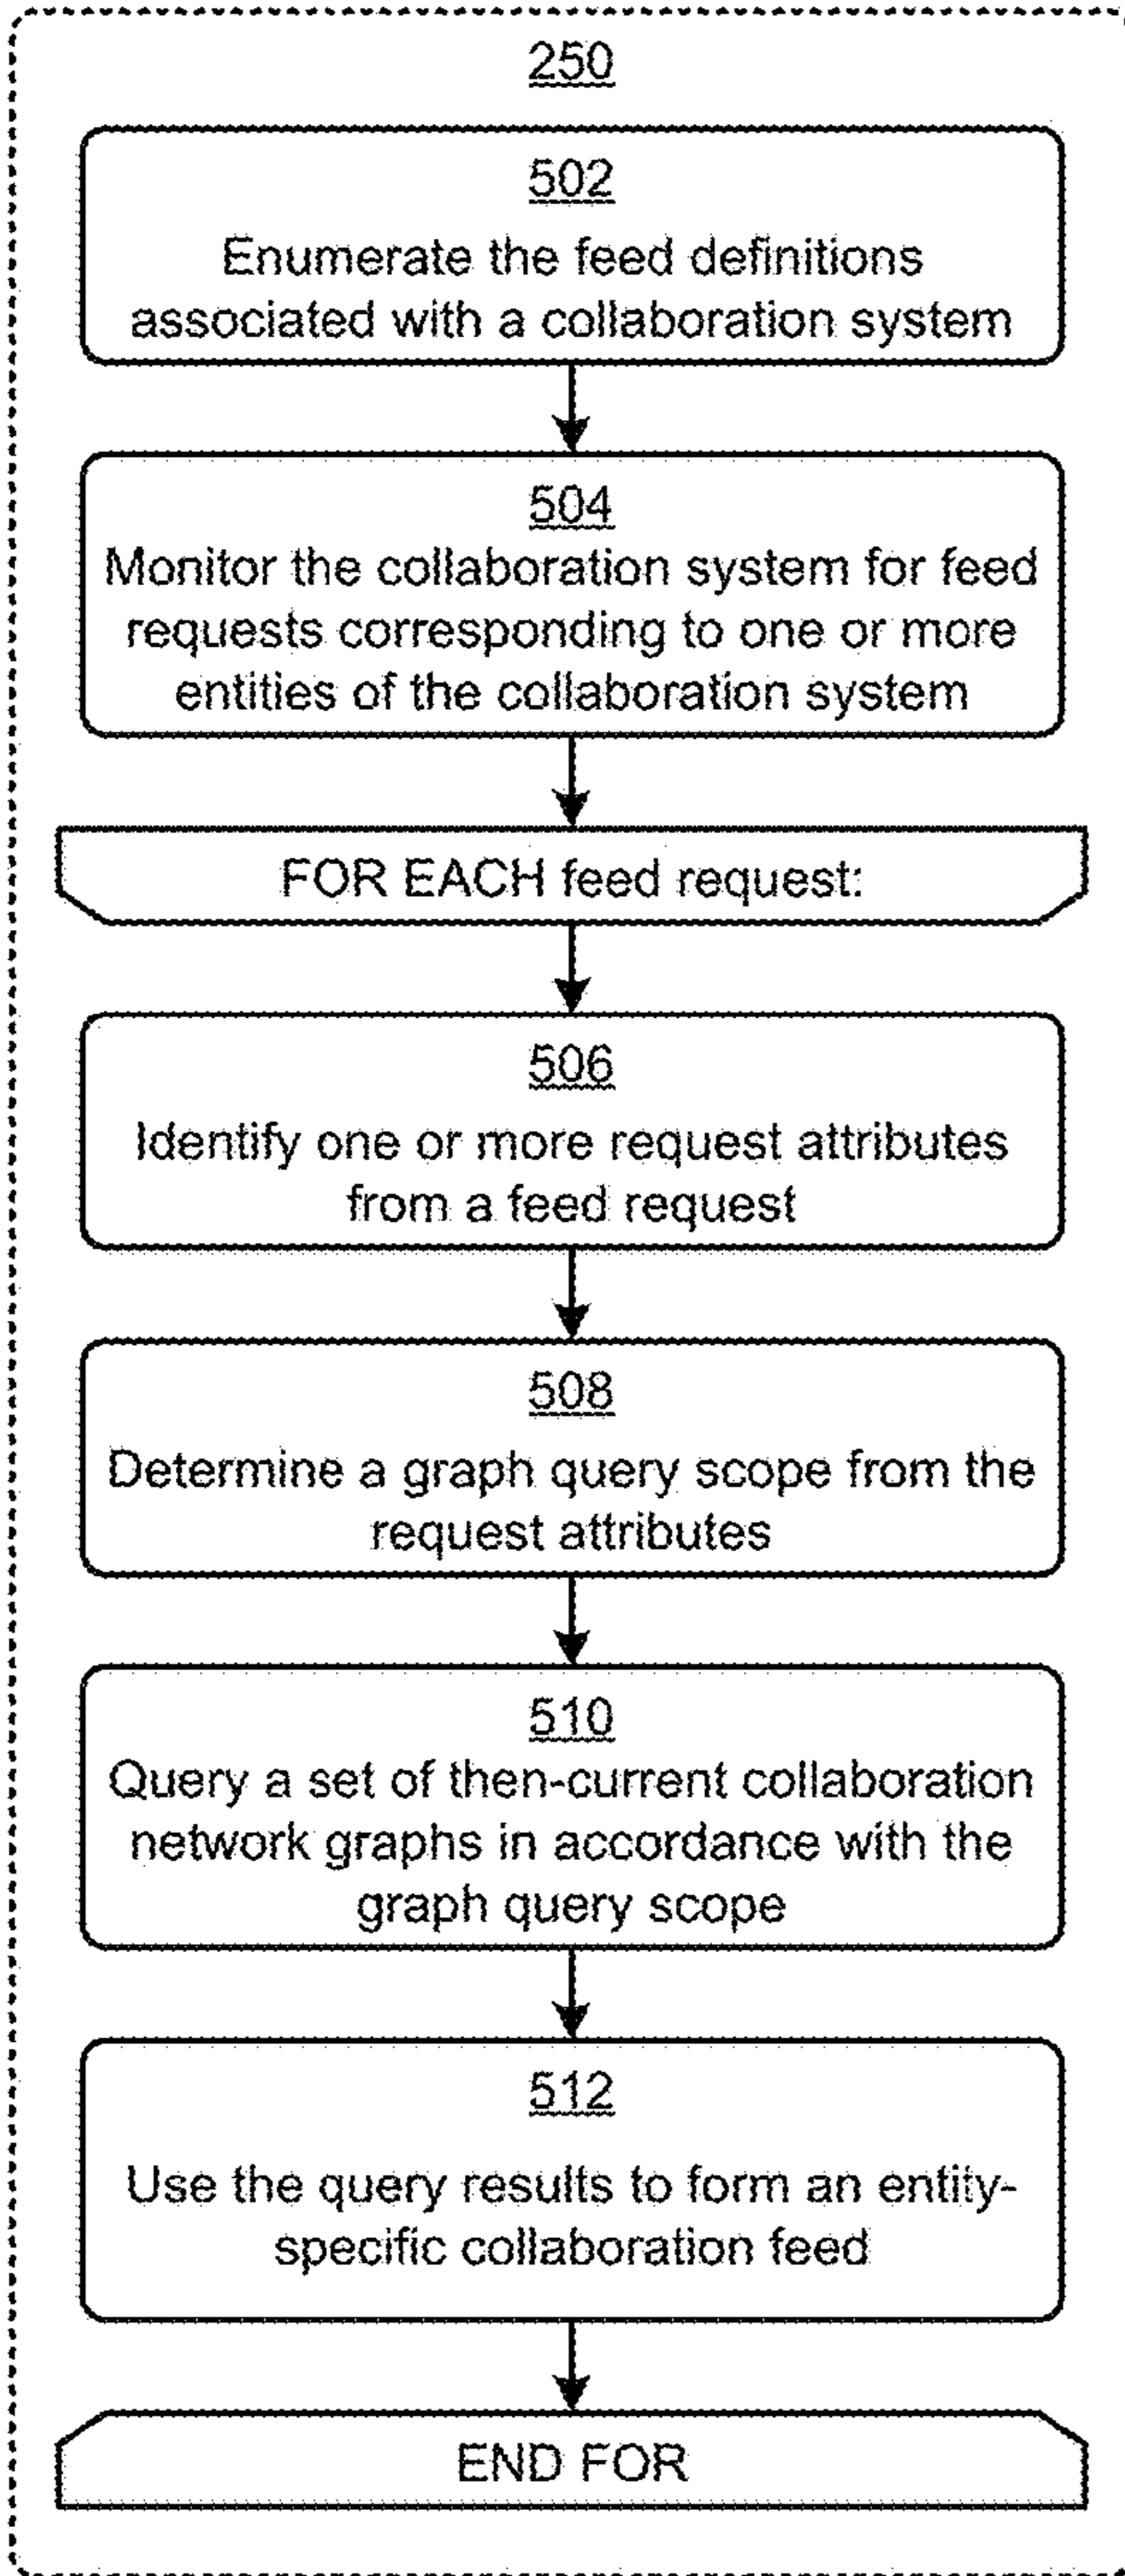 250
502
Enumerate the feed definitions
associated with a collaboration system
504
Monitor the collaboration system for feed
requests corresponding to one or more
entities of the collaboration system
FOR EACH feed request:
506
Identify one or more request attributes
from a feed request
508
Determine a graph query scope from the
request attributes
510
Query a set of then-current collaboration
network graphs in accordance with the
graph query scope
512
Use the query results to form an entity-
specific collaboration feed
END FOR